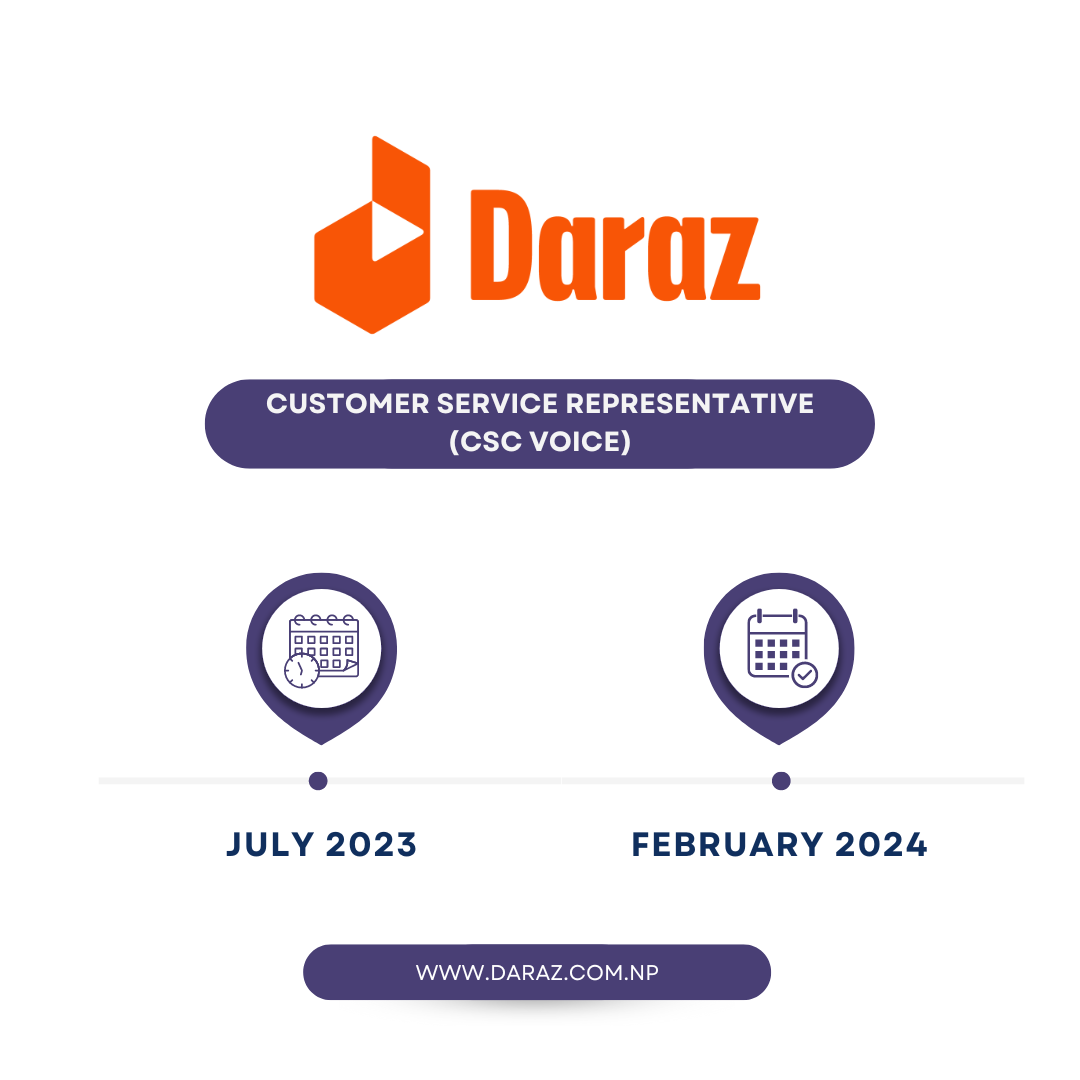 Daraz
CUSTOMER SERVICE REPRESENTATIVE
(CSC VOICE)
JULY 2023
FEBRUARY 2024
WWW.DARAZ.COM.NP